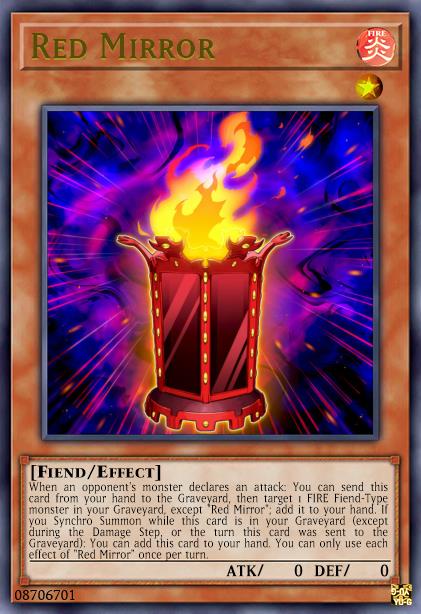 RED MIRROR
FIRE
炎
[FIEND/EFFECT]
When an opponent's monster declares an attack: You can send this
card from your hand to the Graveyard, then target 1 FIRE Fiend-Type
monster in your Graveyard, except "Red Mirror"; add it to your hand. If
you Synchro Summon while this card is in your Graveyard (except
during the Damage Step, or the turn this card was sent to the
Graveyard): You can add this card to your hand. You can only use each
effect of "Red Mirror" once per turn.
ATK/ 0 DEF/ 0
08706701